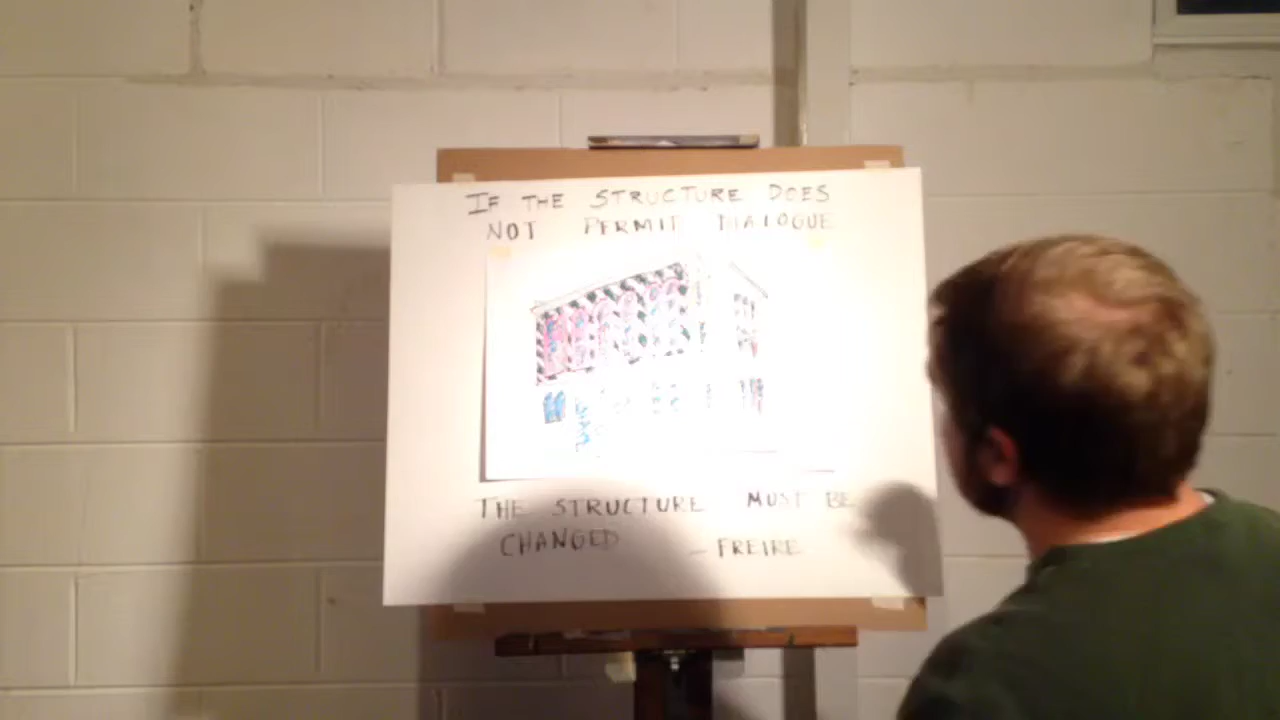 IF THE STRUCTURE DOES
NOT PERMIT DIALOGUE
THE STRUCTURE MUST BE
CHANGED - FREIRE